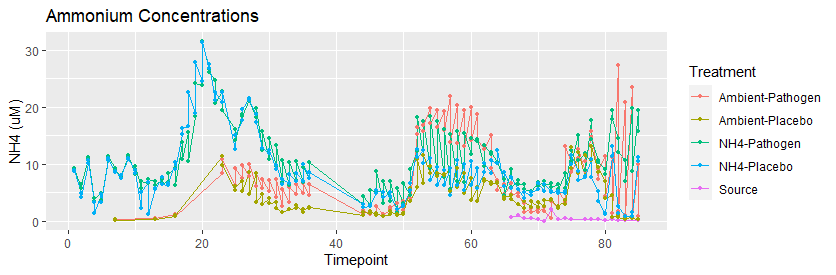 Ammonium Concentrations
NH4 (uM)
30
20
10
0
0
20
40
60
80
Timepoint
Treatment
Ambient-Pathogen
Ambient-Placebo
NH4-Pathogen
NH4-Placebo
Source